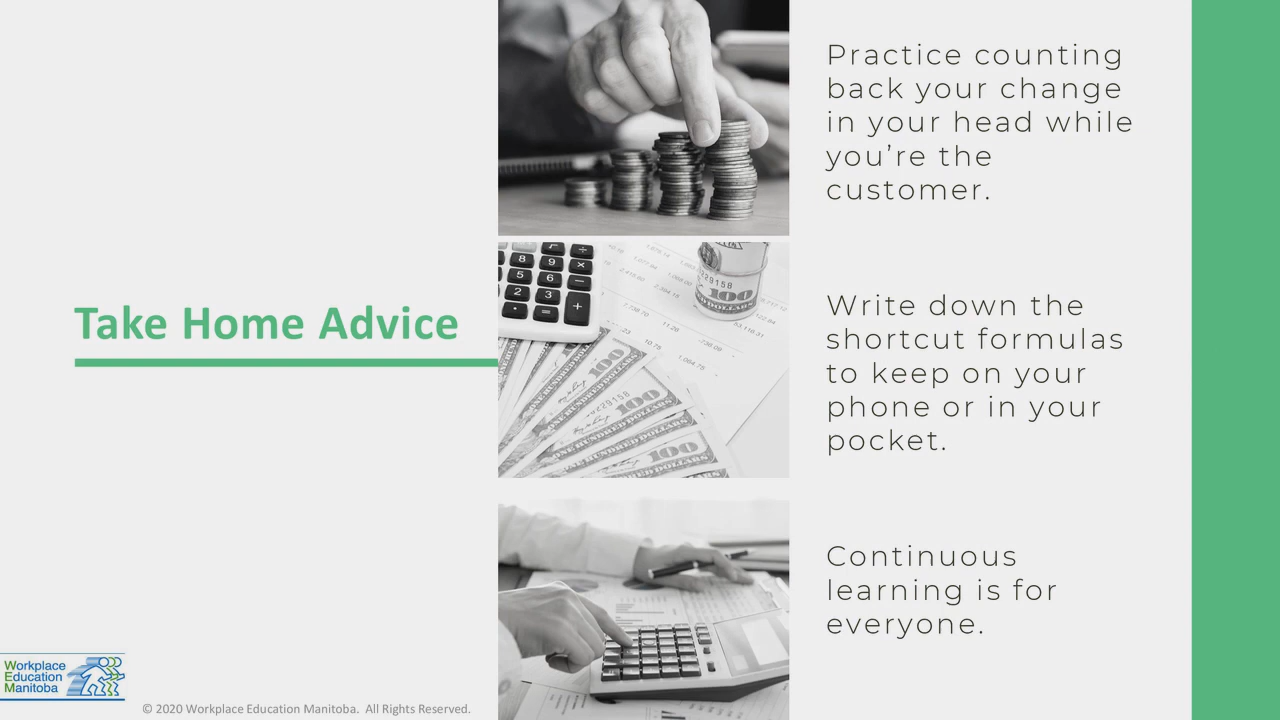 Take Home Advice
Practice counting
back your change
in your head while
you’re the
customer.
Write down the
shortcut formulas
to keep on your
phone or in your
pocket.
Continuous
learning is for
everyone.
Workplace
Education
Manitoba
© 2020 Workplace Education Manitoba. All Rights Reserved.